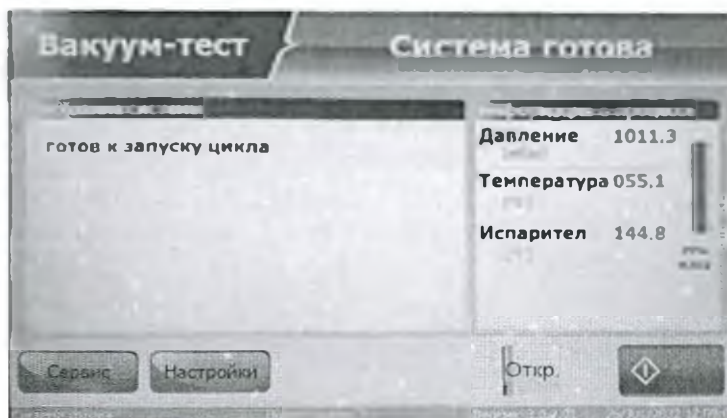 Вакуум-тест
Система готова
готов к запуску цикла
Давление 1011.3
Температура 055.1
Испарител 144.8
Сервис
Настройки
Откр.